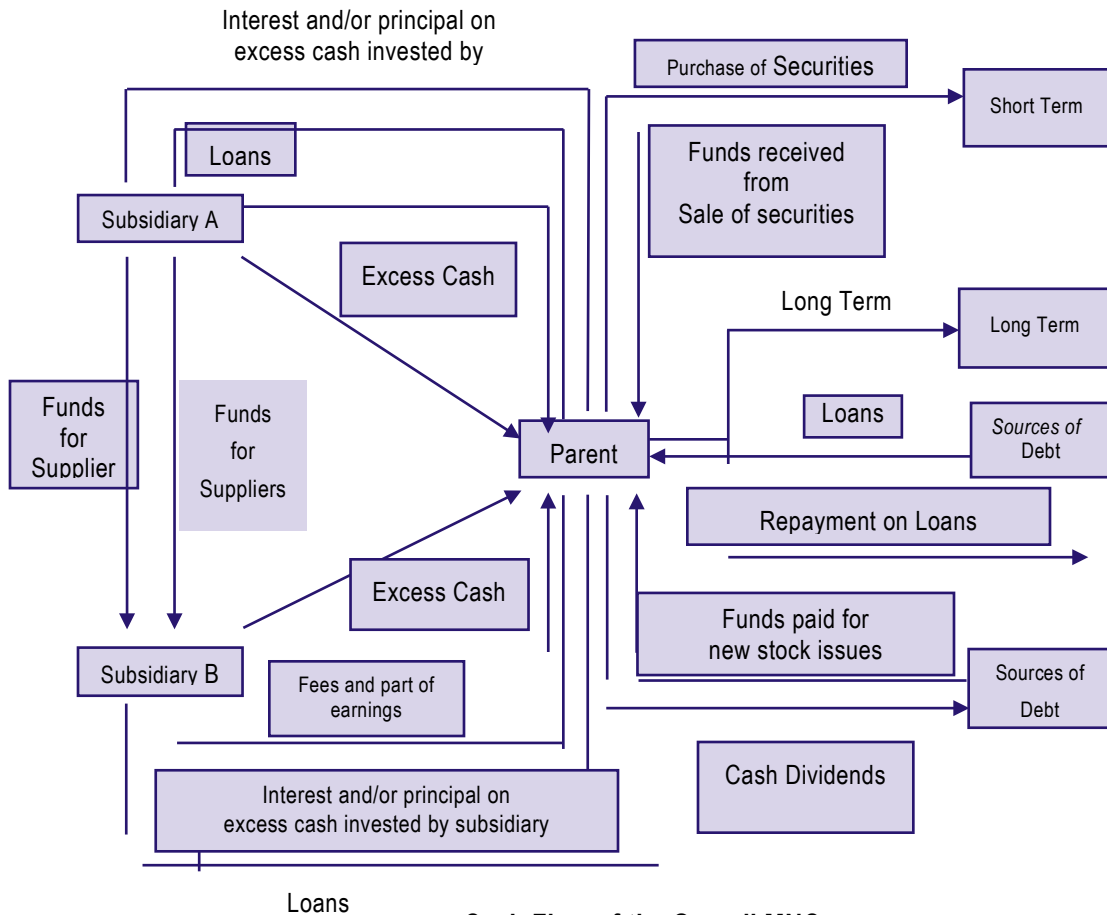 Interest and/or principal on
excess cash invested by
Purchase of Securities
Short Term
Loans
Funds received
from
Sale of securities
Subsidiary A
Excess Cash
Long Term
Long Term
Funds
for
Supplier
Funds
for
Suppliers
Loans
Sources of
Debt
Parent
Repayment on Loans
Excess Cash
Funds paid for
new stock issues
Subsidiary B
Fees and part of
earnings
Sources of
Debt
Cash Dividends
Interest and/or principal on
excess cash invested by subsidiary
Loans